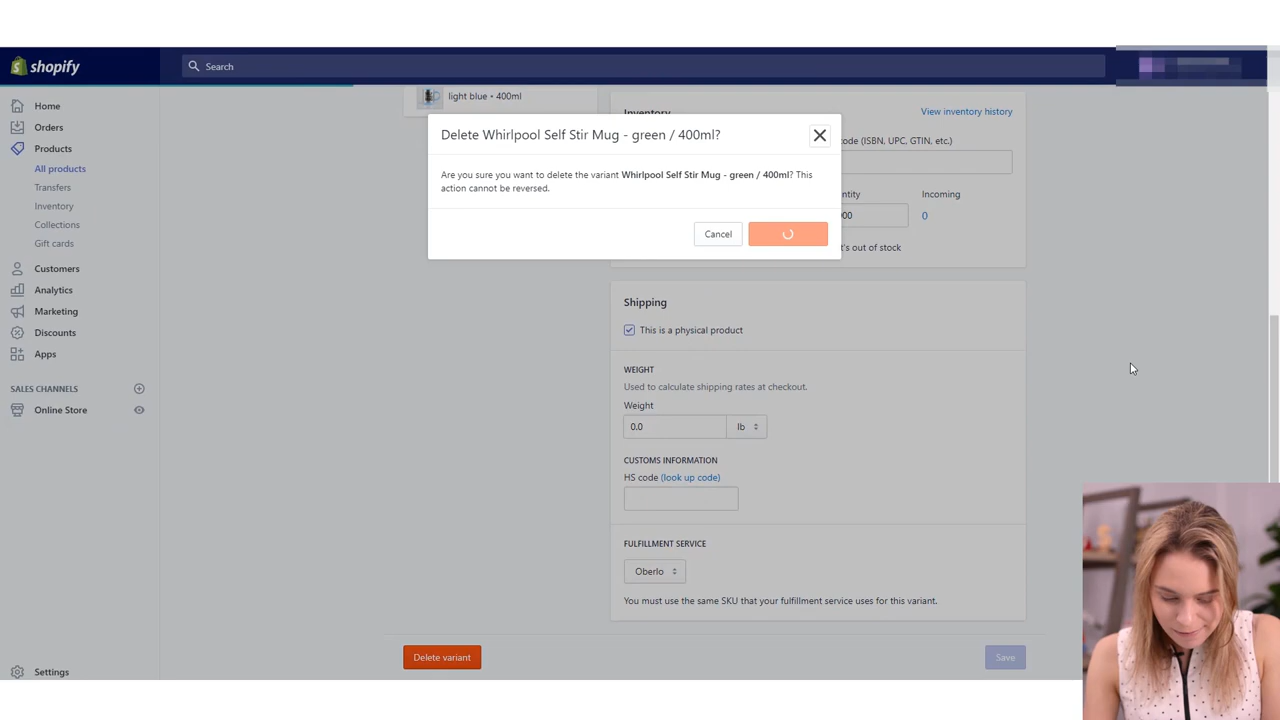 shopify
Search
Home
Orders
Products
All products
Transfers
Inventory
Collections
Gift cards
Customers
Analytics
Marketing
Discounts
Apps
SALES CHANNELS
Online Store
Settings
light blue • 400ml
Inventory
View inventory history
code (ISBN, UPC, GTIN, etc.)
Incoming
0
Delete Whirlpool Self Stir Mug - green / 400ml?
Are you sure you want to delete the variant Whirlpool Self Stir Mug - green / 400ml? This
action cannot be reversed.
Cancel
out of stock
Shipping
This is a physical product
WEIGHT
Used to calculate shipping rates at checkout.
Weight
0.0 lb
CUSTOMS INFORMATION
HS code (look up code)
FULFILLMENT SERVICE
Oberlo
You must use the same SKU that your fulfillment service uses for this variant.
Delete variant
Save